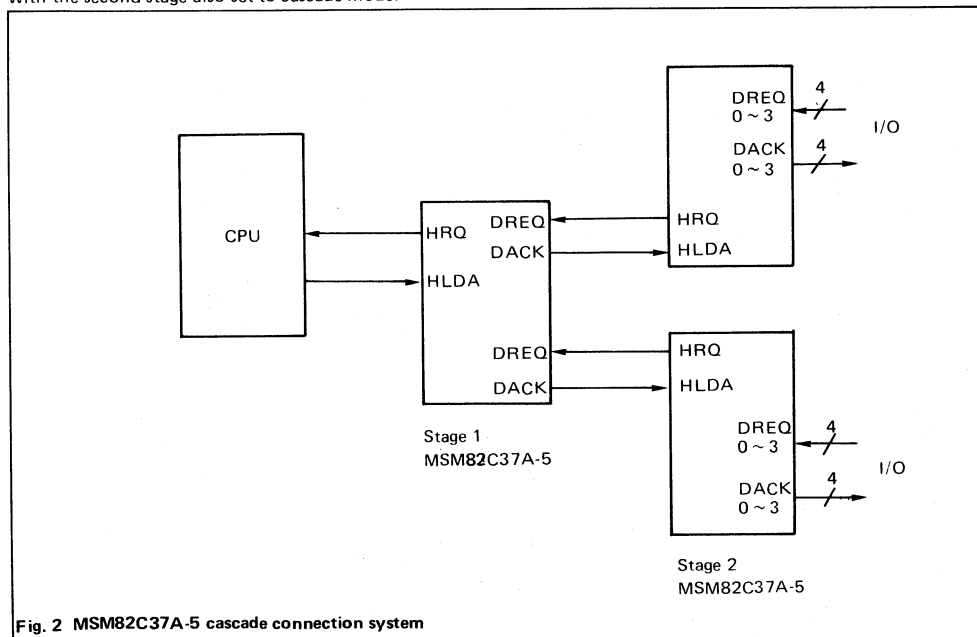 with the second stage also set to cascade mode.
CPU
HRQ
HLDA
DREQ
DACK
DREQ
DACK
Stage 1
MSM82C37A-5
DREQ
0 ~ 3
4
DACK
0 ~ 3
4
I/O
HRQ
HLDA
HRQ
HLDA
DREQ
0 ~ 3
4
DACK
0 ~ 3
4
I/O
Stage 2
MSM82C37A-5
Fig. 2 MSM82C37A-5 cascade connection system